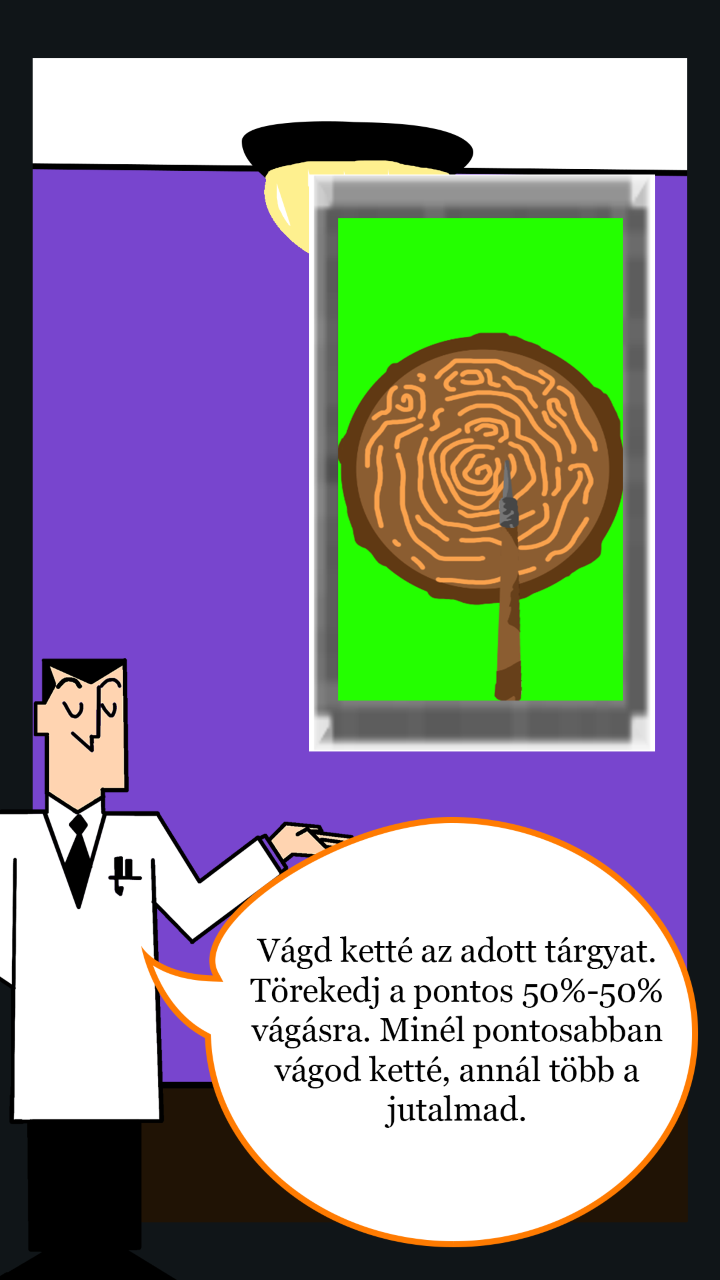 Vágd ketté az adott tárgyat.
Törekedj a pontos 50%-50%
vágásra. Minél pontosabban
vágod ketté, annál több a
jutalmad.